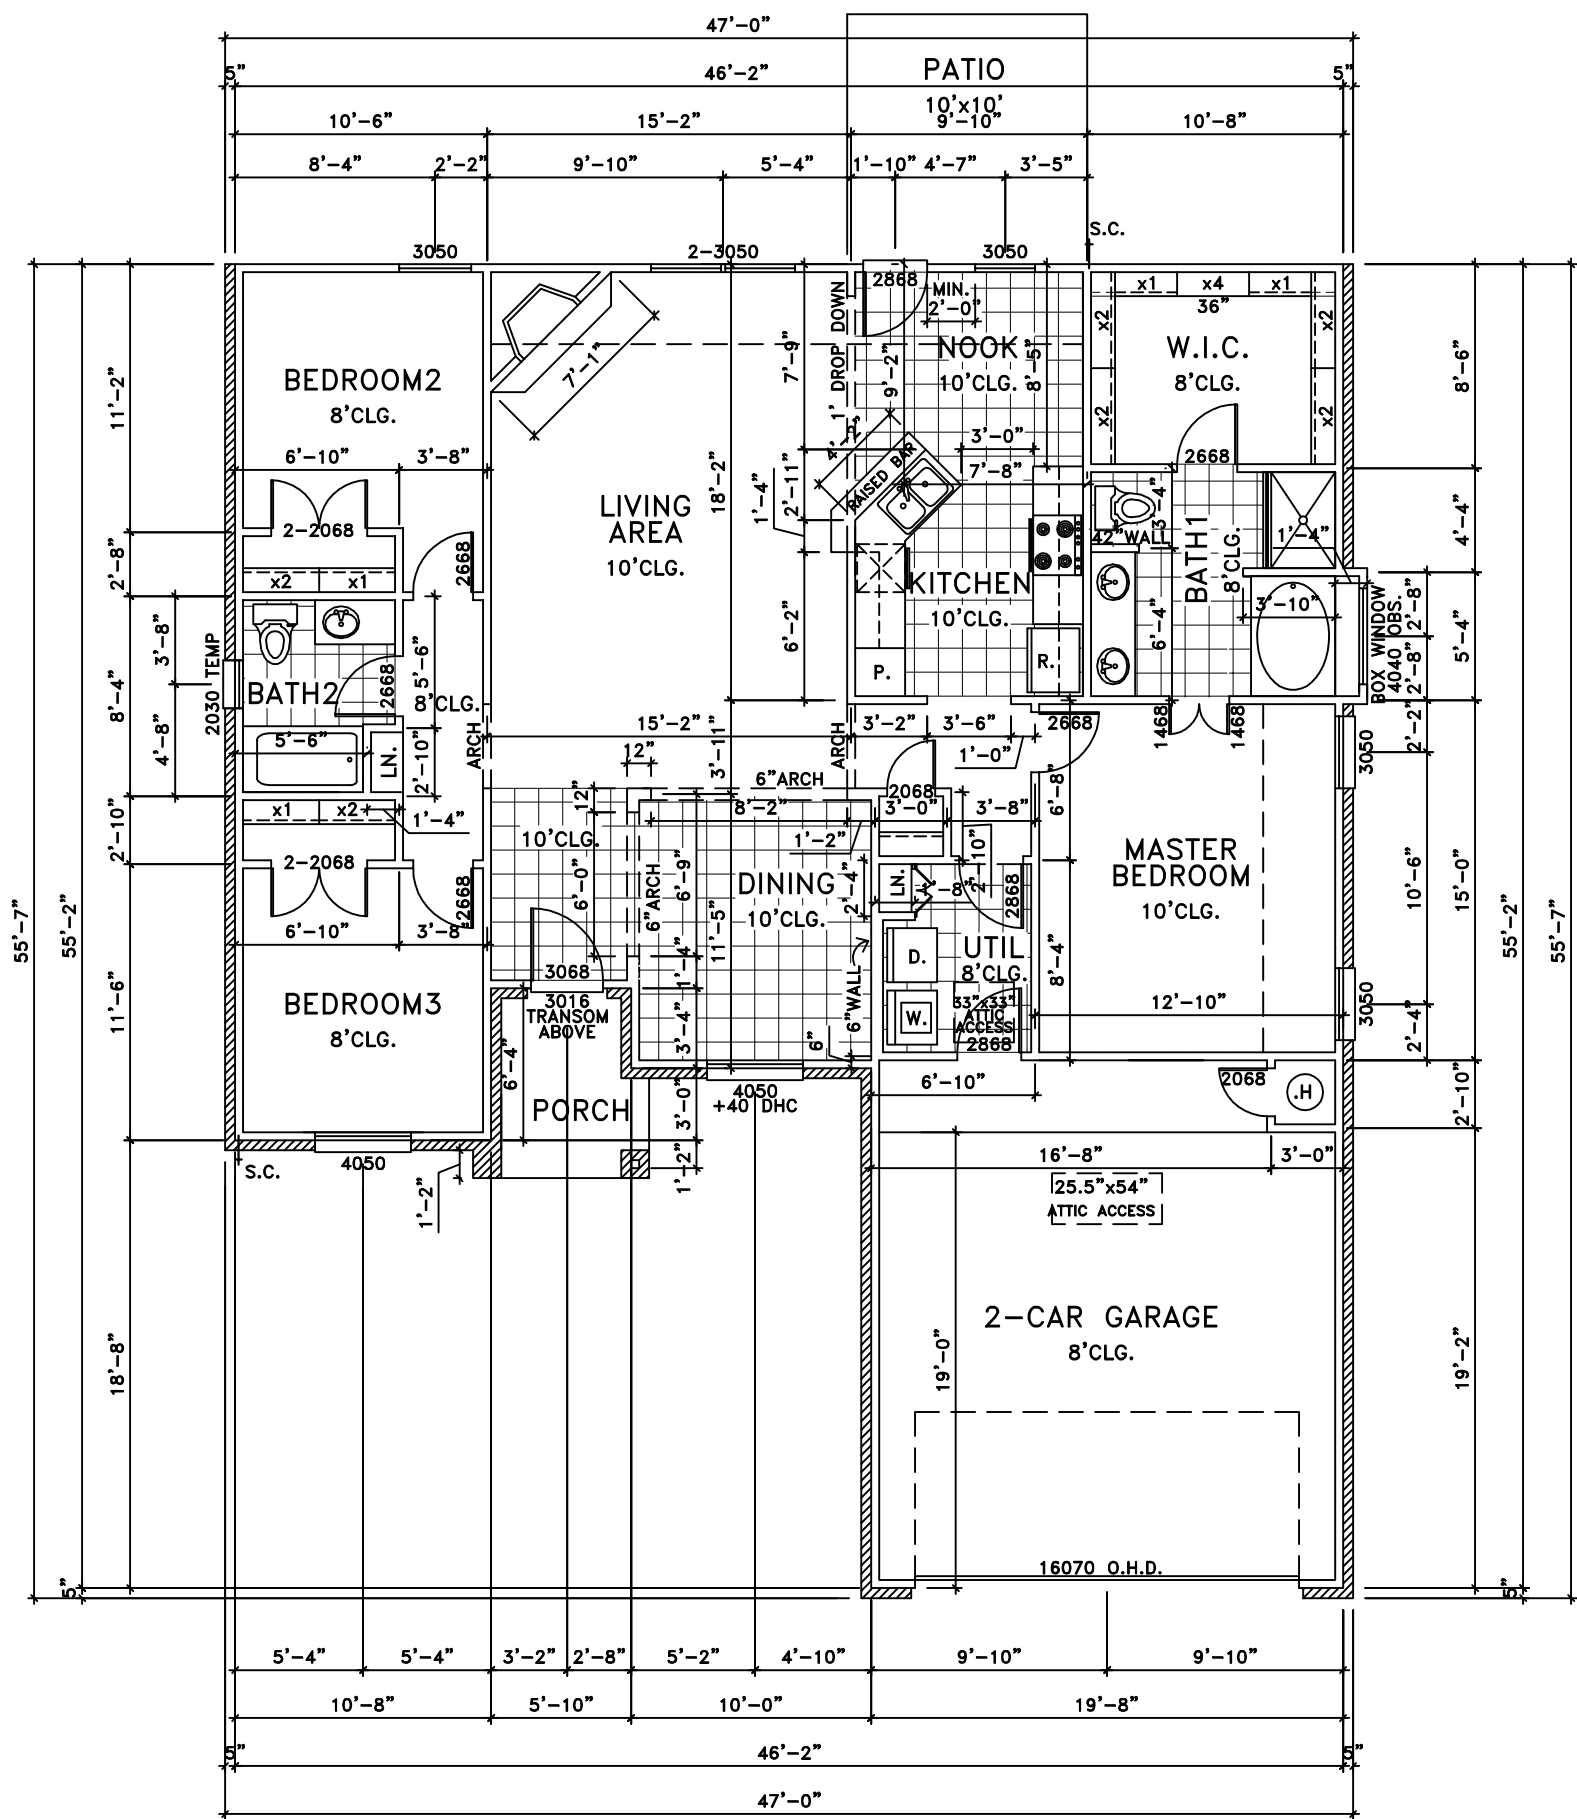 47'-0"
PATIO
5"
46'-2"
5"
10'x10'
10'-6"
15'-2"
9'-10"
10'-8"
8'-4"
2'-2"
9'-10"
5'-4"
1'-10"
4'-7"
3'-5"
S.C.
3050
2-3050
3050
2868
MIN.
2'-0"
x1
x4
x1
36"
x2
x2
DROP DOWN
1'
7'-9"
9'-2"
NOOK
10'CLG.
8'-5"
W.I.C.
8'CLG.
8'-6"
7'-1"
BEDROOM2
8'CLG.
11'-2"
x2
x2
6'-10"
3'-8"
3'-0"
2668
7'-8"
RAISED BAR
18'-2"
1'-4"
2'-11"
LIVING
AREA
10'CLG.
2-2068
2668
42"WALL
BATH1
8'CLG.
1'-4"
4'-4"
2'-8"
x2
x1
KITCHEN
10'CLG.
3'-10"
BOX WINDOW
4040 OBS.
2'-8"
2'-8"
5'-4"
3'-8"
2030 TEMP
5'-6"
6'-2"
6'-4"
P.
R.
BATH2
2668
8'CLG.
8'-4"
4'-8"
5'-6"
LN.
2'-10"
ARCH
15'-2"
3'-11"
ARCH
3'-2"
3'-6"
2668
1468
1468
2'-2"
3050
12"
1'-0"
6"ARCH
2068
6'-8"
x1
x2
1'-4"
12"
8'-2"
3'-0"
3'-8"
2'-10"
10'CLG.
1'-2"
2'-10"
MASTER
BEDROOM
10'CLG.
2-2068
2668
6'-0"
6"ARCH
6'-9"
DINING
10'CLG.
2'-4"
LN.
2868
10'-6"
15'-0"
55'-7"
55'-2"
55'-2"
55'-7"
6'-10"
3'-8"
11'-5"
1'-4"
D.
UTIL
8'CLG.
8'-4"
3068
3016
TRANSOM
ABOVE
6"WALL
W.
33"x33"
ATTIC
ACCESS
2868
12'-10"
3050
2'-4"
BEDROOM3
8'CLG.
11'-6"
6'-4"
3'-4"
6"
PORCH
3'-0"
4050
+40 DHC
6'-10"
2068
.H
2'-10"
4050
S.C.
1'-2"
1'-2"
16'-8"
3'-0"
25.5"x54"
ATTIC ACCESS
2-CAR GARAGE
8'CLG.
18'-8"
19'-0"
19'-2"
16070 O.H.D.
5"
5"
5'-4"
5'-4"
3'-2"
2'-8"
5'-2"
4'-10"
9'-10"
9'-10"
10'-8"
5'-10"
10'-0"
19'-8"
5"
46'-2"
5"
47'-0"